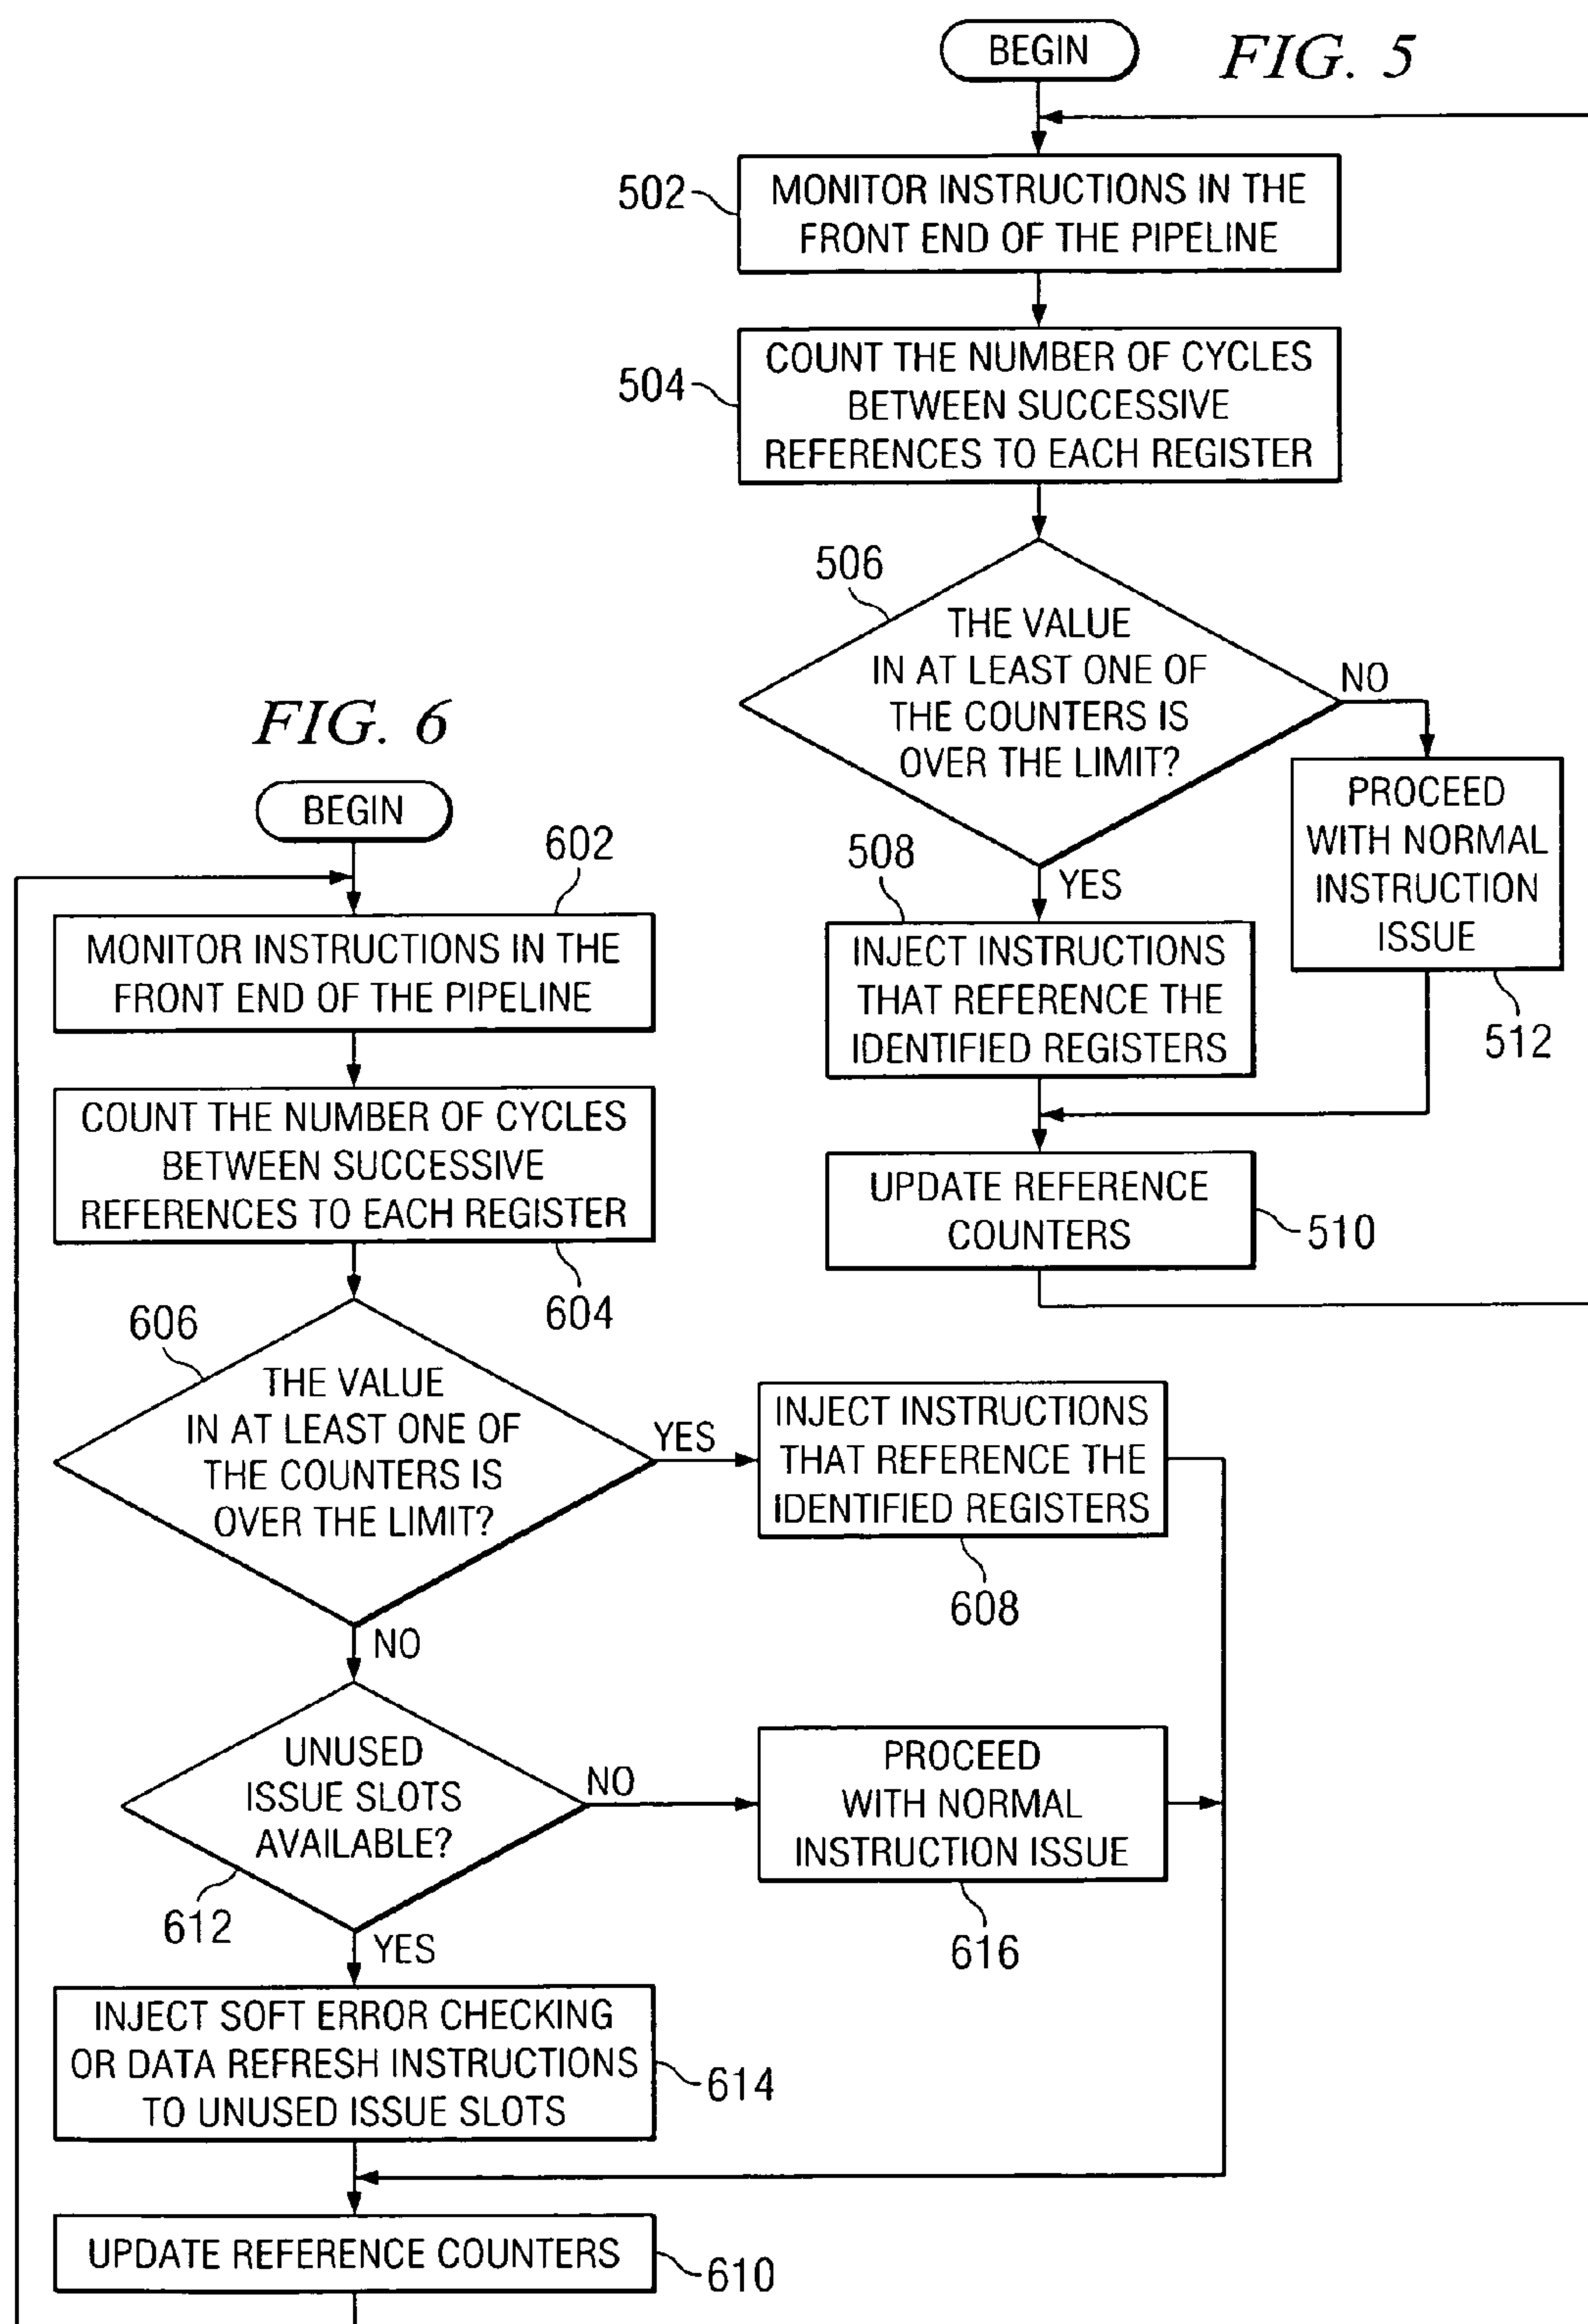 FIG. 5
BEGIN
502
MONITOR INSTRUCTIONS IN THE
FRONT END OF THE PIPELINE
504
COUNT THE NUMBER OF CYCLES
BETWEEN SUCCESSIVE
REFERENCES TO EACH REGISTER
506
THE VALUE
IN AT LEAST ONE OF
THE COUNTERS IS
OVER THE LIMIT?
NO
YES
PROCEED
WITH NORMAL
INSTRUCTION
ISSUE
512
508
INJECT INSTRUCTIONS
THAT REFERENCE THE
IDENTIFIED REGISTERS
UPDATE REFERENCE
COUNTERS
510
FIG. 6
BEGIN
602
MONITOR INSTRUCTIONS IN THE
FRONT END OF THE PIPELINE
COUNT THE NUMBER OF CYCLES
BETWEEN SUCCESSIVE
REFERENCES TO EACH REGISTER
604
606
THE VALUE
IN AT LEAST ONE OF
THE COUNTERS IS
OVER THE LIMIT?
YES
INJECT INSTRUCTIONS
THAT REFERENCE THE
IDENTIFIED REGISTERS
608
NO
UNUSED
ISSUE SLOTS
AVAILABLE?
612
NO
PROCEED
WITH NORMAL
INSTRUCTION ISSUE
616
YES
INJECT SOFT ERROR CHECKING
OR DATA REFRESH INSTRUCTIONS
TO UNUSED ISSUE SLOTS
614
UPDATE REFERENCE COUNTERS
610